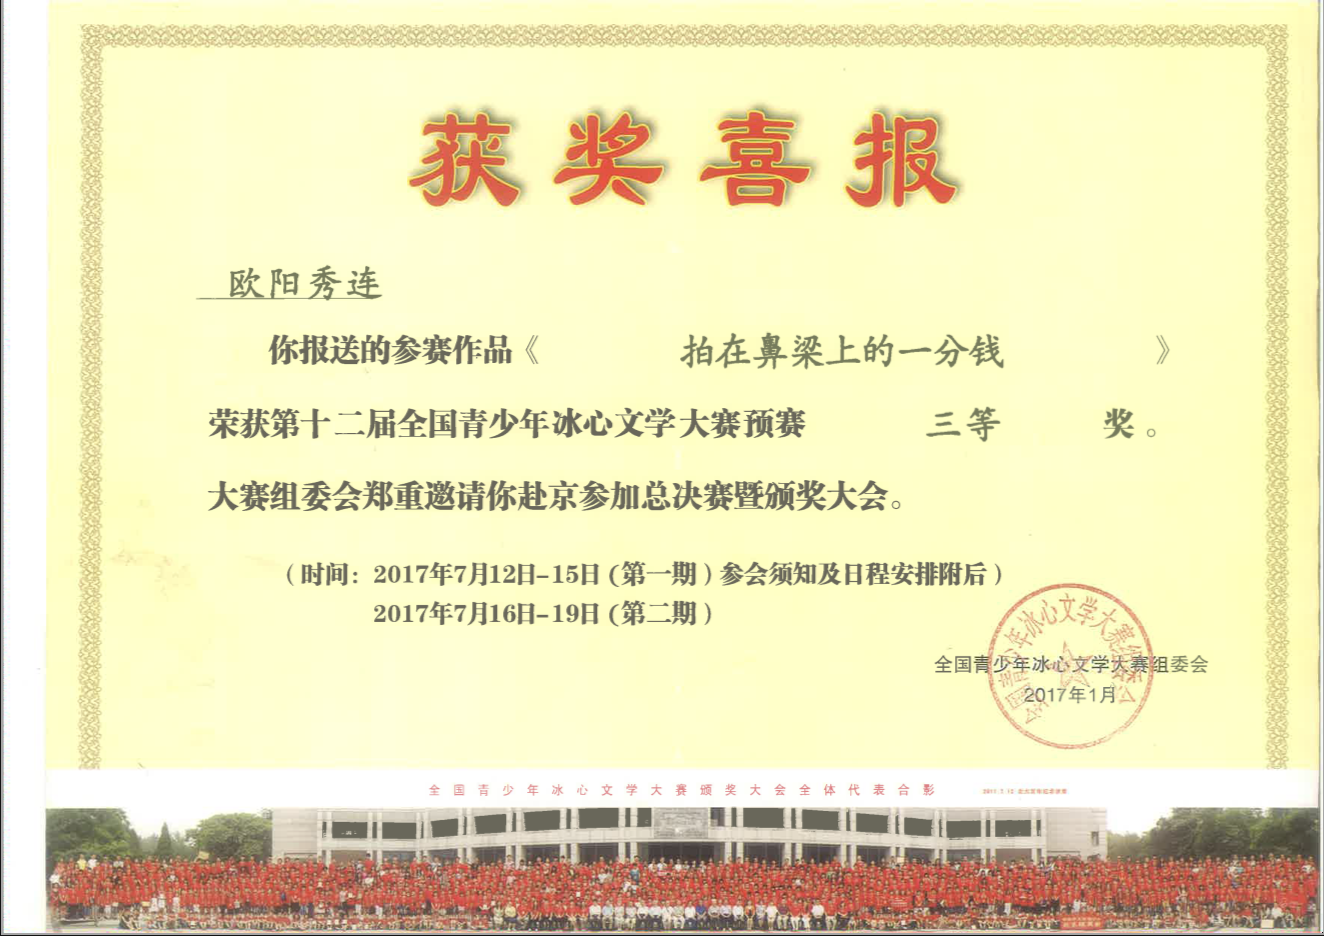 获奖喜报
欧阳秀连
你报送的参赛作品《 拍在鼻梁上的一分钱 》
荣获第十二届全国青少年冰心文学大赛预赛 三等 奖。
大赛组委会郑重邀请你赴京参加总决赛暨颁奖大会。
（时间：2017年7月12日-15日(第一期）参会须知及日程安排附后）
2017年7月16日-19日(第二期）
全国青少年冰心文学大赛组委会
2017年1月
全国青少年冰心文学大赛组委会
全国青少年冰心文学大赛颁奖大会全体代表合影